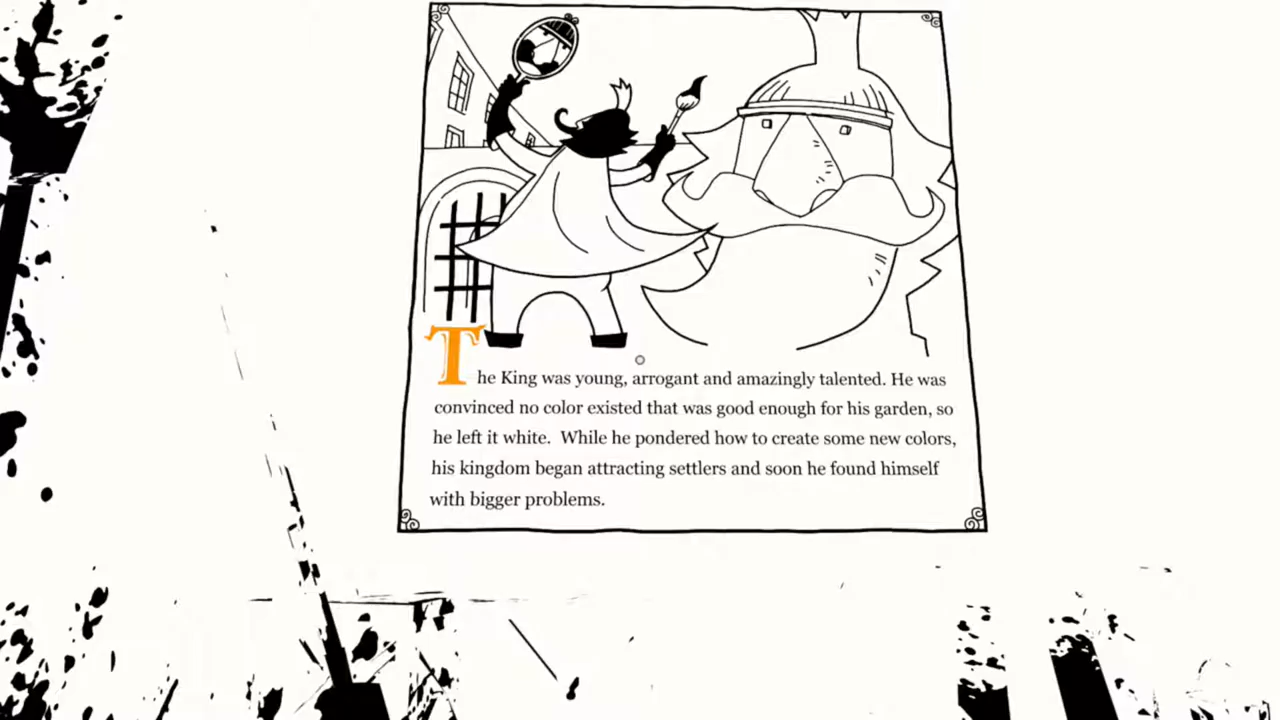 The King was young, arrogant and amazingly talented. He was
convinced no color existed that was good enough for his garden, so
he left it white.  While he pondered how to create some new colors,
his kingdom began attracting settlers and soon he found himself
with bigger problems.